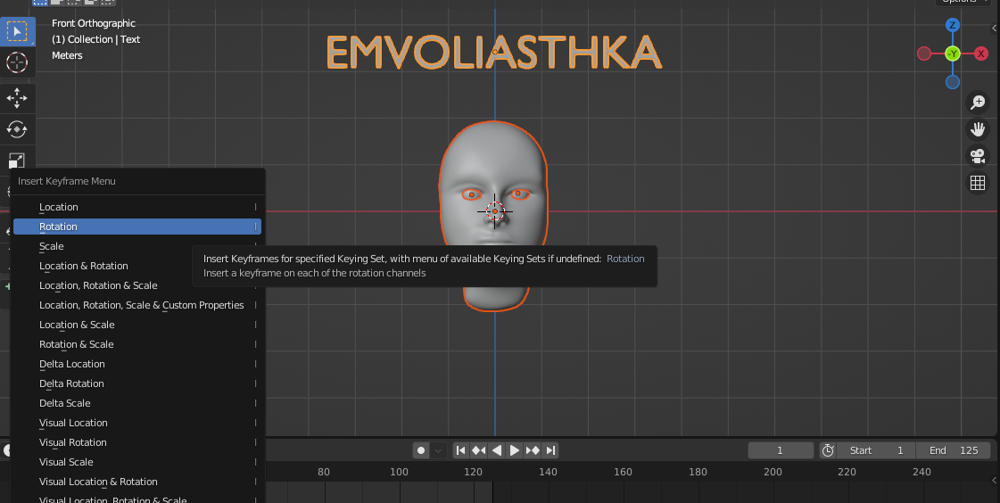 Options
Front Orthographic
(1) Collection | Text
Meters
EMVOLIASTHKA
Z
-Y
X
Insert Keyframe Menu
Location
Rotation I
Scale I
Location & Rotation
Location, Rotation & Scale
Location, Rotation, Scale & Custom Properties
Location & Scale I
Rotation & Scale I
Delta Location I
Delta Rotation I
Delta Scale I
Visual Location I
Visual Rotation I
Visual Scale I
Visual Location & Rotation I
Visual Location, Rotation & Scale
Insert Keyframes for specified Keying Set, with menu of available Keying Sets if undefined: Rotation
Insert a keyframe on each of the rotation channels
1
Start 1
End 125
80 100 120 140 160 180 200 220 240